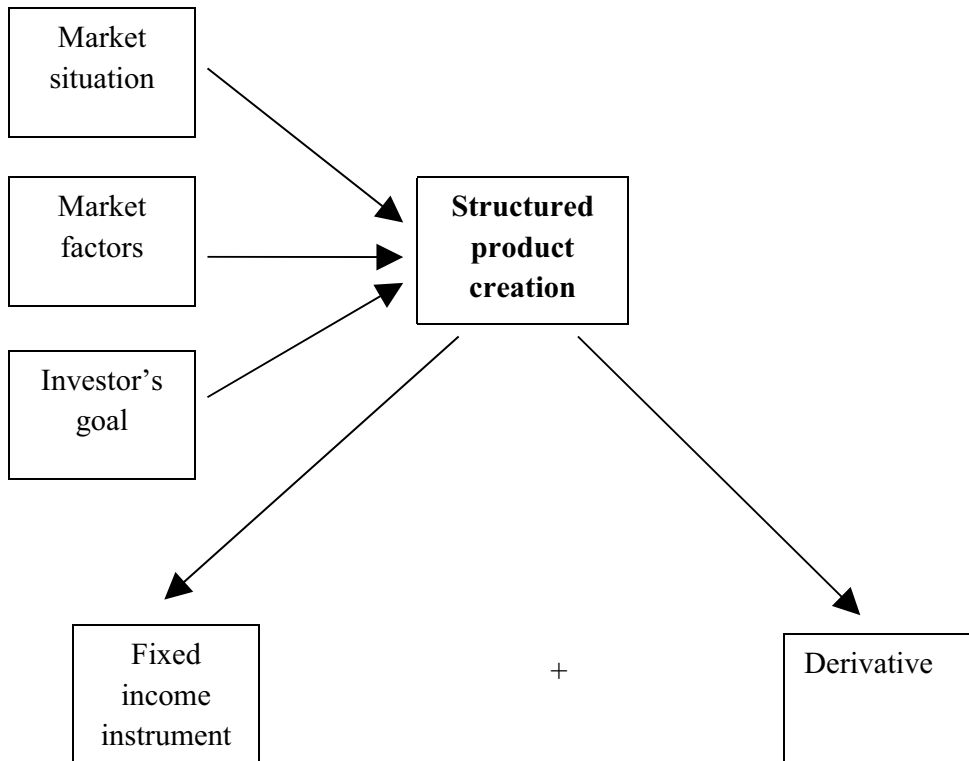 Market
situation
Market
factors
Structured
product
creation
Investor’s
goal
Fixed
income
instrument
+
Derivative